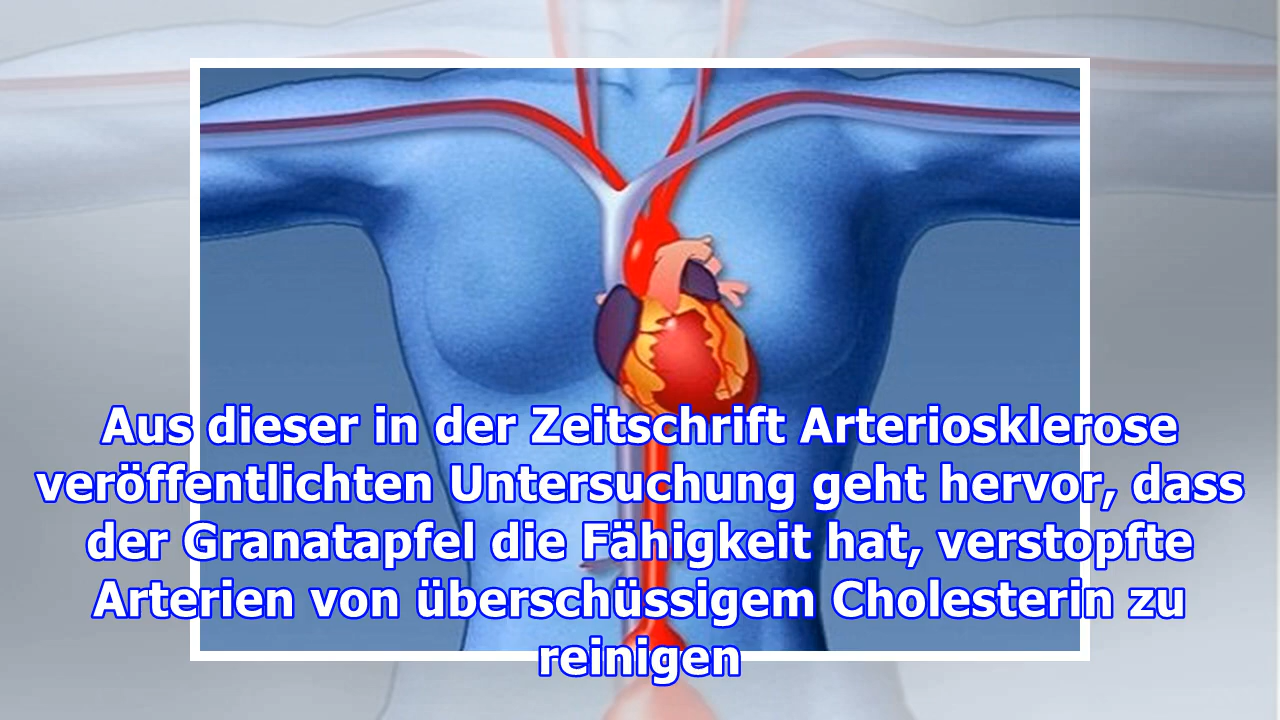 Aus dieser in der Zeitschrift Arteriosklerose
veröffentlichten Untersuchung geht hervor, dass
der Granatapfel die Fähigkeit hat, verstopfte
Arterien von überschüssigem Cholesterin zu
reinigen